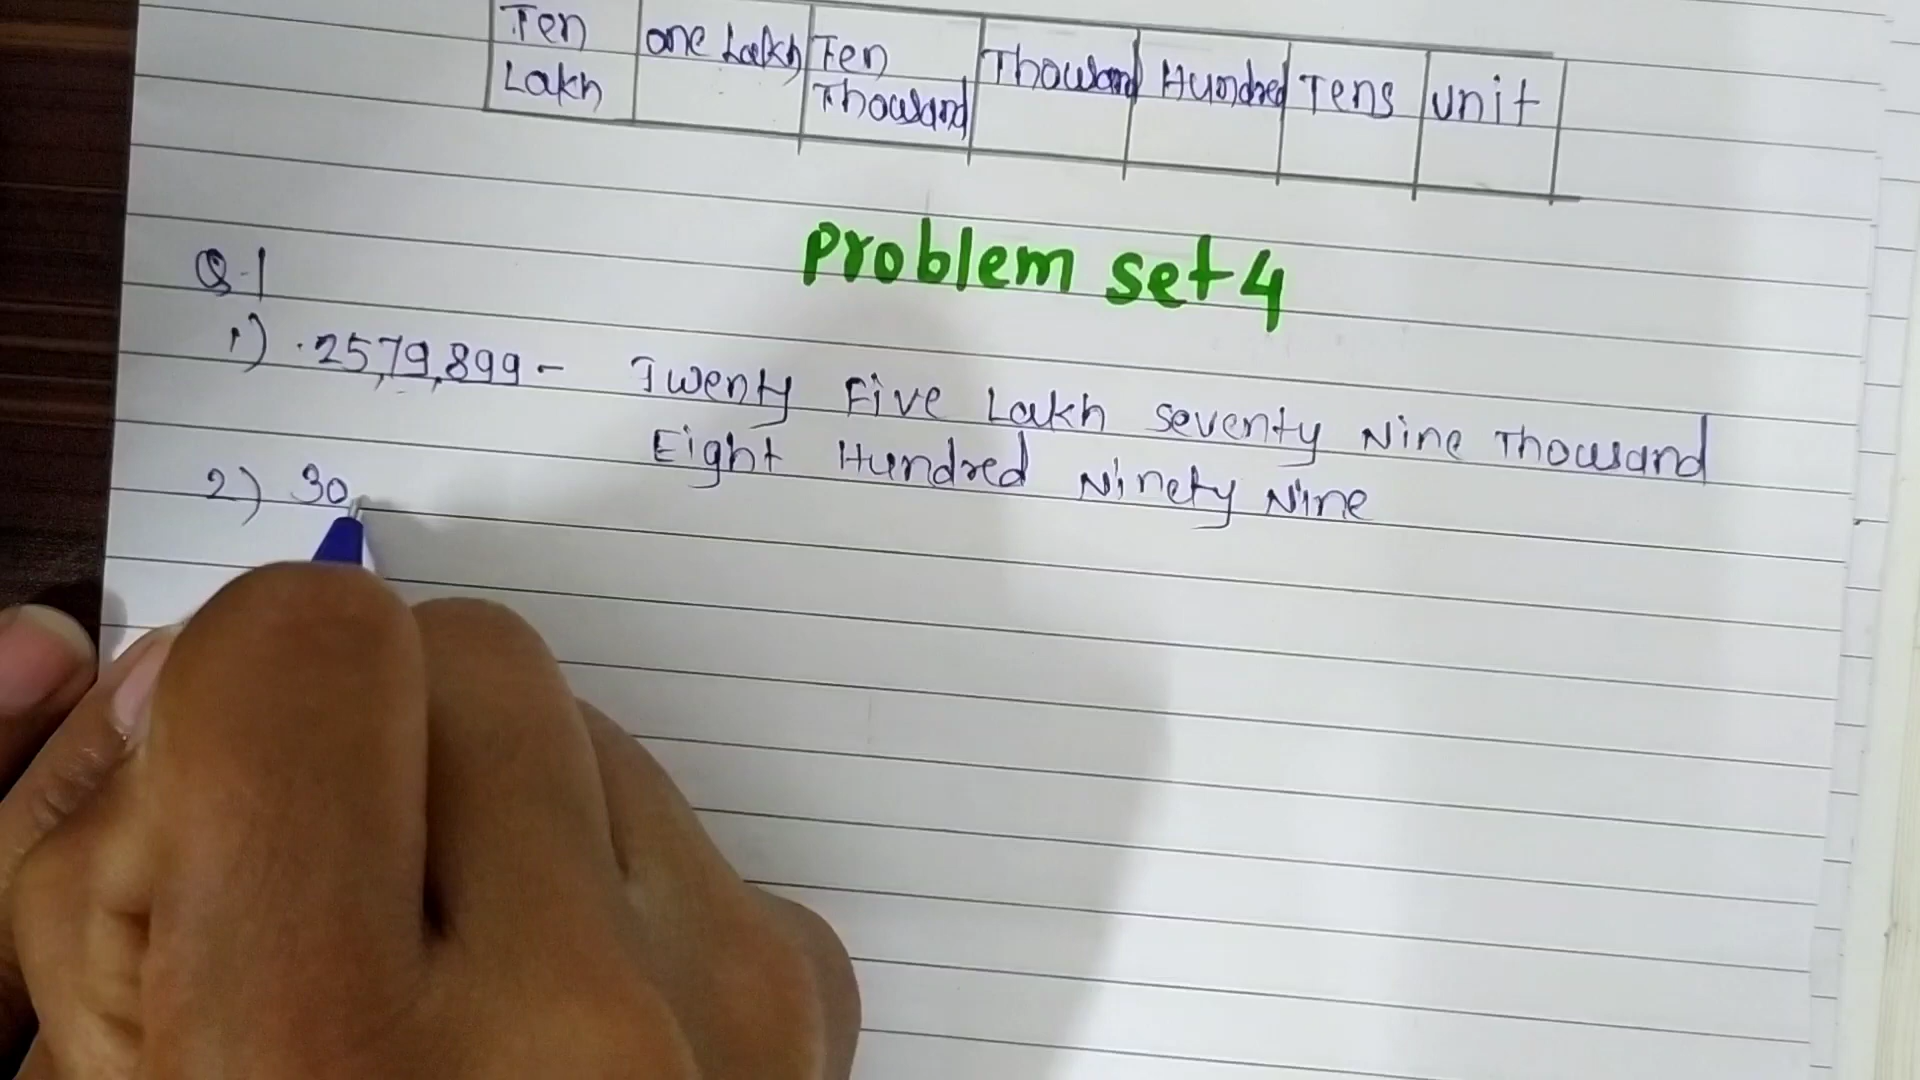 Ten Lakh | one Lakh | Ten Thousand | Thousand | Hundred | Tens | unit
problem set 4
Q-1
1) 25,79,899 - Twenty Five Lakh seventy Nine Thousand
Eight Hundred Ninety Nine
2) 30,